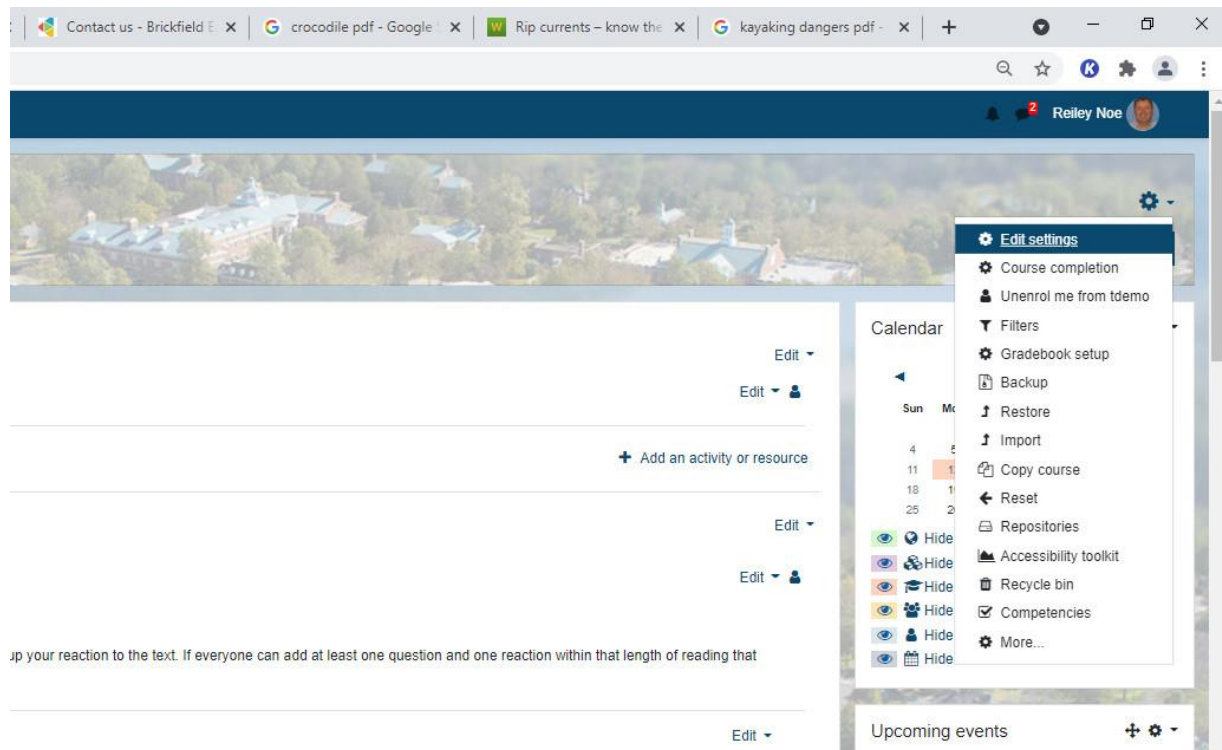 Contact us - Brickfield E
crocodile pdf - Google
Rip currents – know the
kayaking dangers pdf -
2
Reiley Noe
Edit settings
Course completion
Unenrol me from tdemo
Filters
Gradebook setup
Backup
Restore
Import
Copy course
Reset
Repositories
Accessibility toolkit
Recycle bin
Competencies
More...
Edit
Edit
+ Add an activity or resource
Edit
Edit
up your reaction to the text. If everyone can add at least one question and one reaction within that length of reading that
Edit
Calendar
Sun
4
11
18
25
Hide
Hide
Hide
Hide
Hide
Hide
Upcoming events